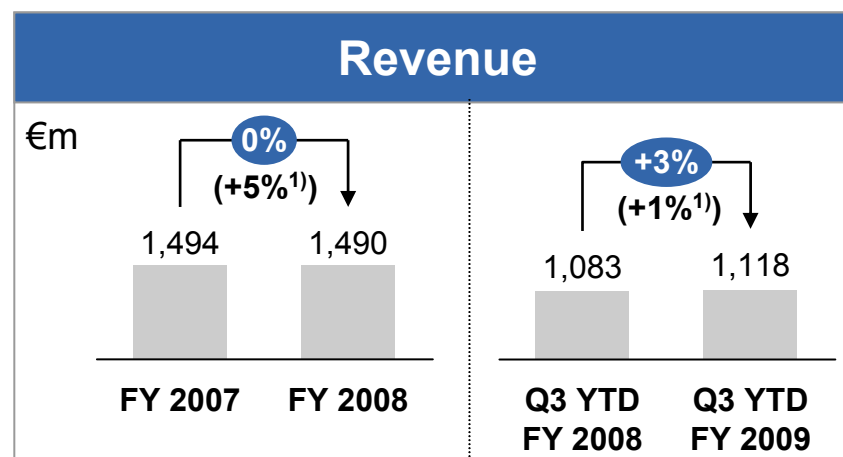 Revenue
€m
0%
(+5%1))
1,494
1,490
FY 2007
FY 2008
+3%
(+1%1))
1,083
1,118
Q3 YTD
FY 2008
Q3 YTD
FY 2009